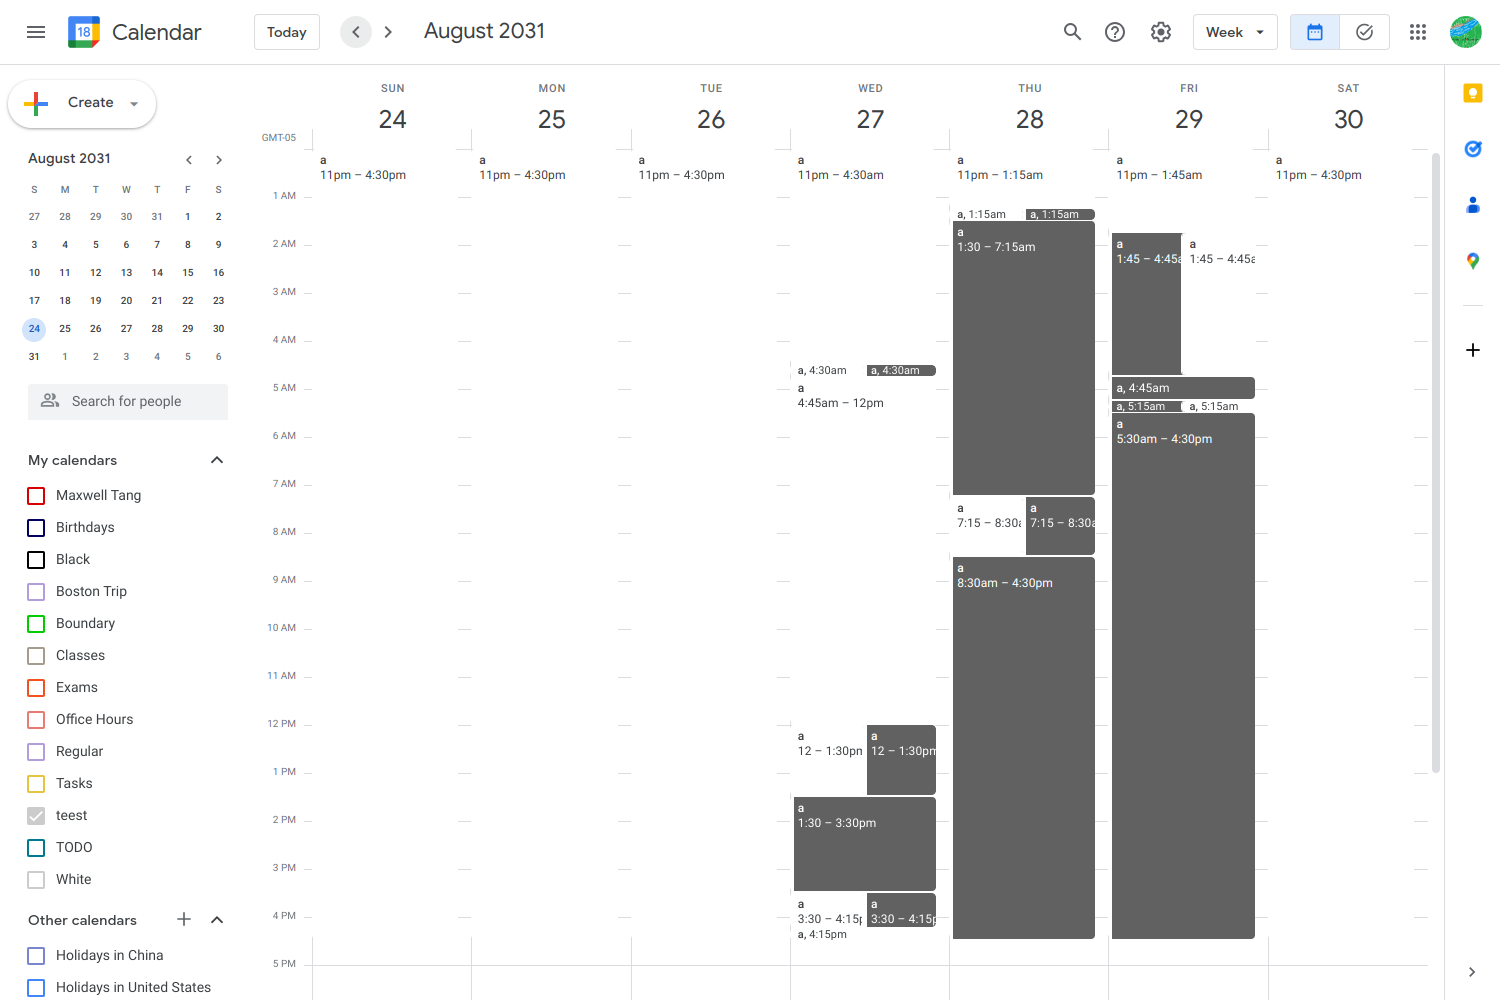 18 Calendar
Today
August 2031
Week
Create
August 2031
S M T W T F S
27 28 29 30 31 1 2
3 4 5 6 7 8 9
10 11 12 13 14 15 16
17 18 19 20 21 22 23
24 25 26 27 28 29 30
31 1 2 3 4 5 6
Search for people
My calendars
Maxwell Tang
Birthdays
Black
Boston Trip
Boundary
Classes
Exams
Office Hours
Regular
Tasks
teest
TODO
White
Other calendars
Holidays in China
Holidays in United States
GMT-05
SUN MON TUE WED THU FRI SAT
24 25 26 27 28 29 30
1 AM
2 AM
3 AM
4 AM
5 AM
6 AM
7 AM
8 AM
9 AM
10 AM
11 AM
12 PM
1 PM
2 PM
3 PM
4 PM
5 PM
a
11pm – 4:30pm
a
11pm – 4:30pm
a
11pm – 4:30pm
a
11pm – 4:30am
a, 4:30am
a, 4:30am
a
4:45am – 12pm
a
12 – 1:30pm
a
12 – 1:30pm
a
1:30 – 3:30pm
a
3:30 – 4:15p
a
3:30 – 4:15p
a, 4:15pm
a
11pm – 1:15am
a, 1:15am
a, 1:15am
a
1:30 – 7:15am
a
7:15 – 8:30a
a
7:15 – 8:30a
a
8:30am – 4:30pm
a
11pm – 1:45am
a
1:45 – 4:45a
a
1:45 – 4:45a
a, 4:45am
a, 5:15am
a, 5:15am
a
5:30am – 4:30pm
a
11pm – 4:30pm